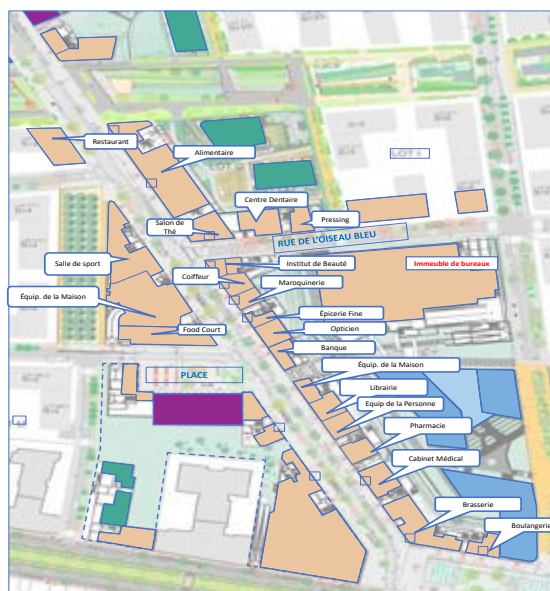 Restaurant
Alimentaire
LOT
Centre Dentaire
Salon de
Thé
Pressing
RUE DE L'OISEAU BLEU
Salle de sport
Institut de Beauté
Immeuble de bureaux
Coiffeur
Maroquinerie
Équip. de la Maison
Épicerie Fine
Food Court
Opticien
Banque
PLACE
Équip. de la Maison
Librairie
Equip de la Personne
Pharmacie
Cabinet Médical
Brasserie
Boulangerie